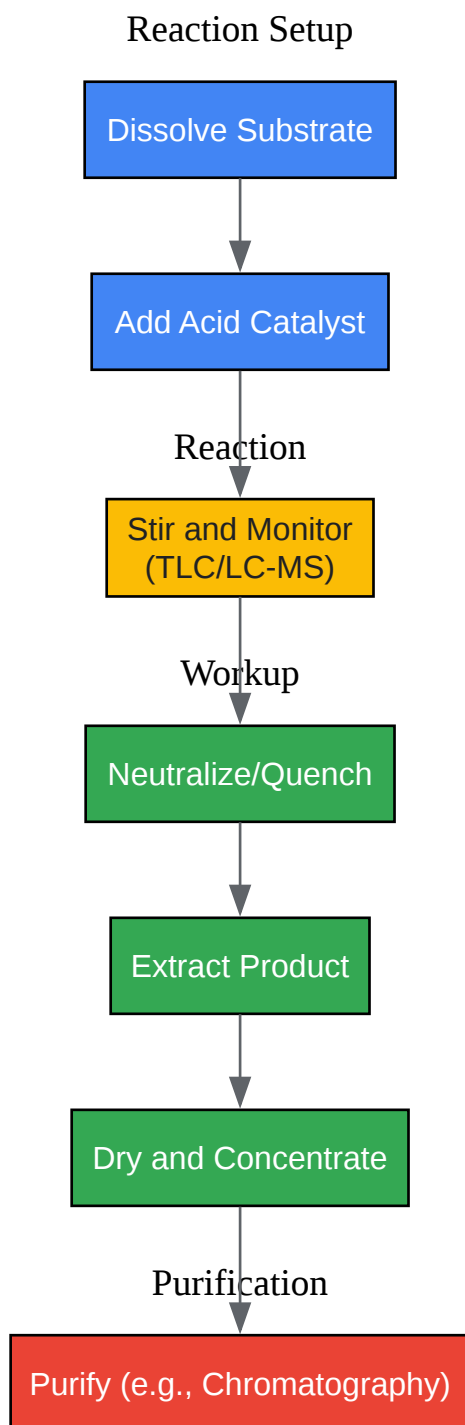 Reaction Setup
Dissolve Substrate
Add Acid Catalyst
Reaction
Stir and Monitor
(TLC/LC-MS)
Workup
Neutralize/Quench
Extract Product
Dry and Concentrate
Purification
Purify (e.g., Chromatography)